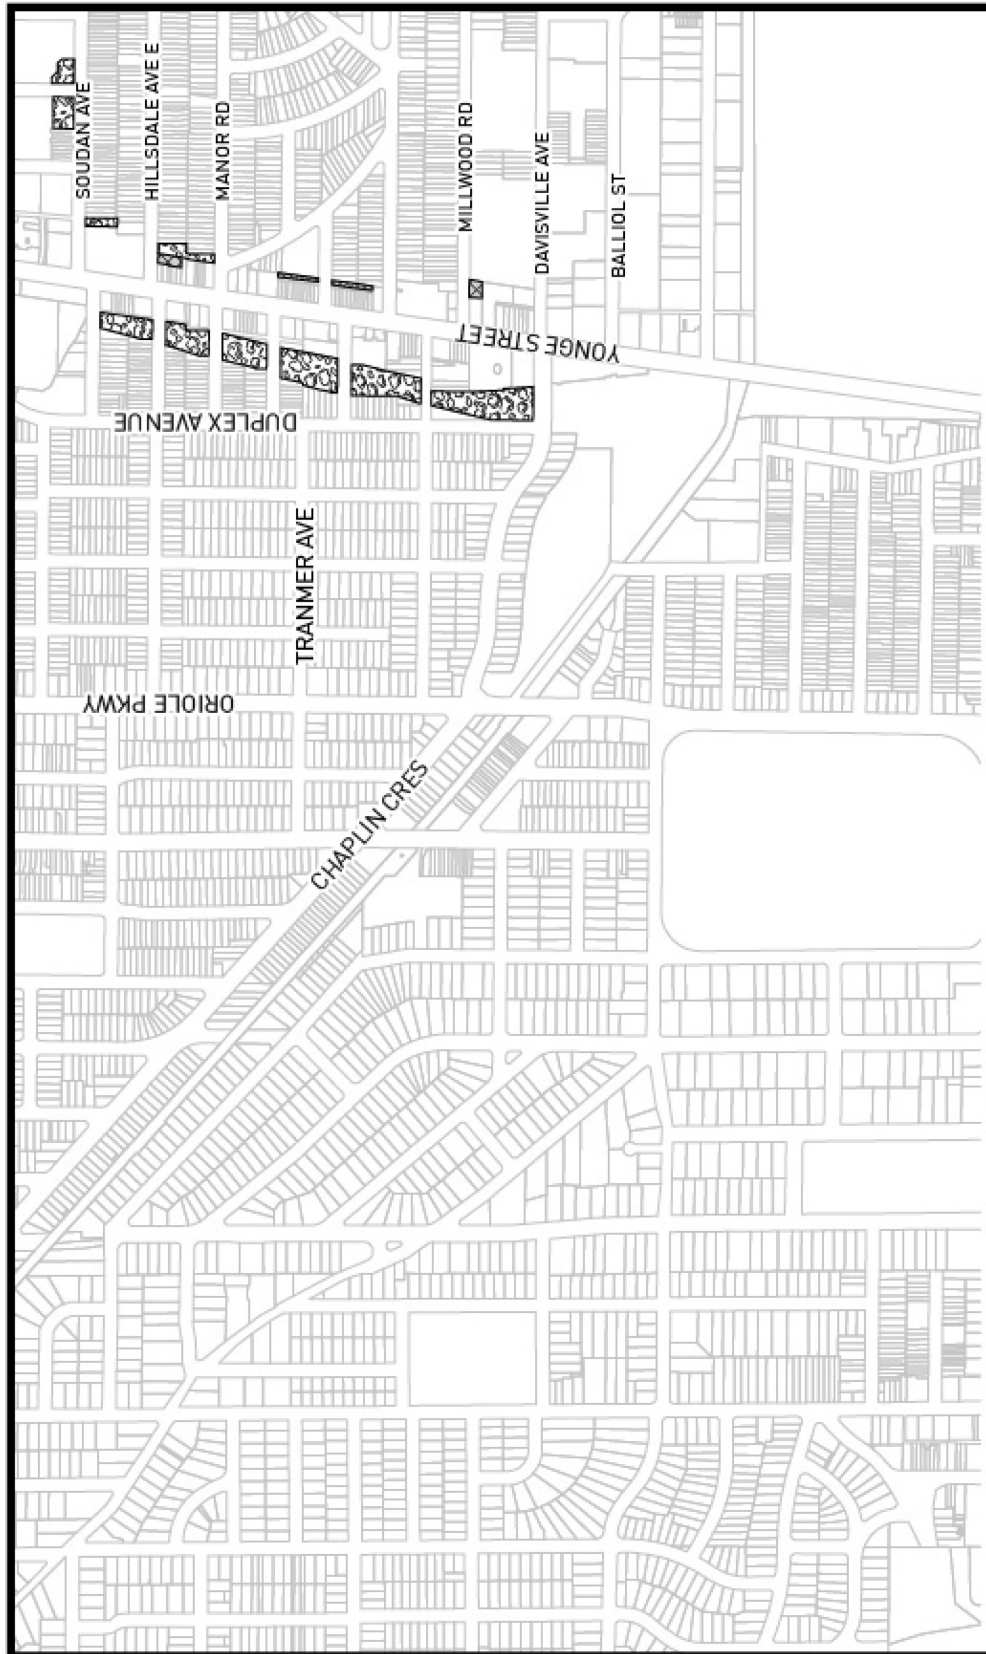 SOUDAN AVE
HILLSDALE AVE E
MANOR RD
MILLWOOD RD
DAVISVILLE AVE
BALLIOL ST
YONGE STREET
DUPLEX AVENUE
TRANMER AVE
ORIOLE PKWY
CHAPLIN CRES